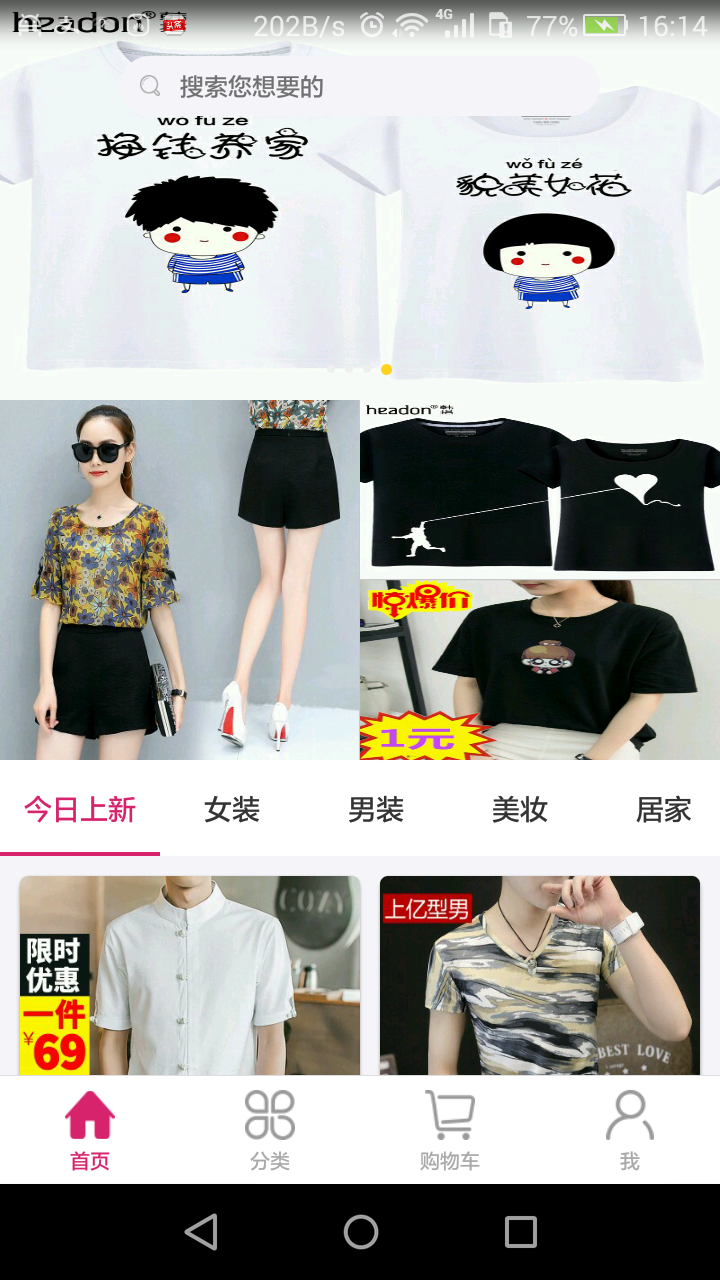 headon
202B/s
4G
77%
16:14
搜索您想要的
wo fu ze
挣钱养家
wǒ fù zé
貌美如花
headon
惊爆价
1元
今日上新
女装
男装
美妆
居家
限时
优惠
一件
¥69
上亿型男
COZY
BEST LOVE
首页
分类
购物车
我